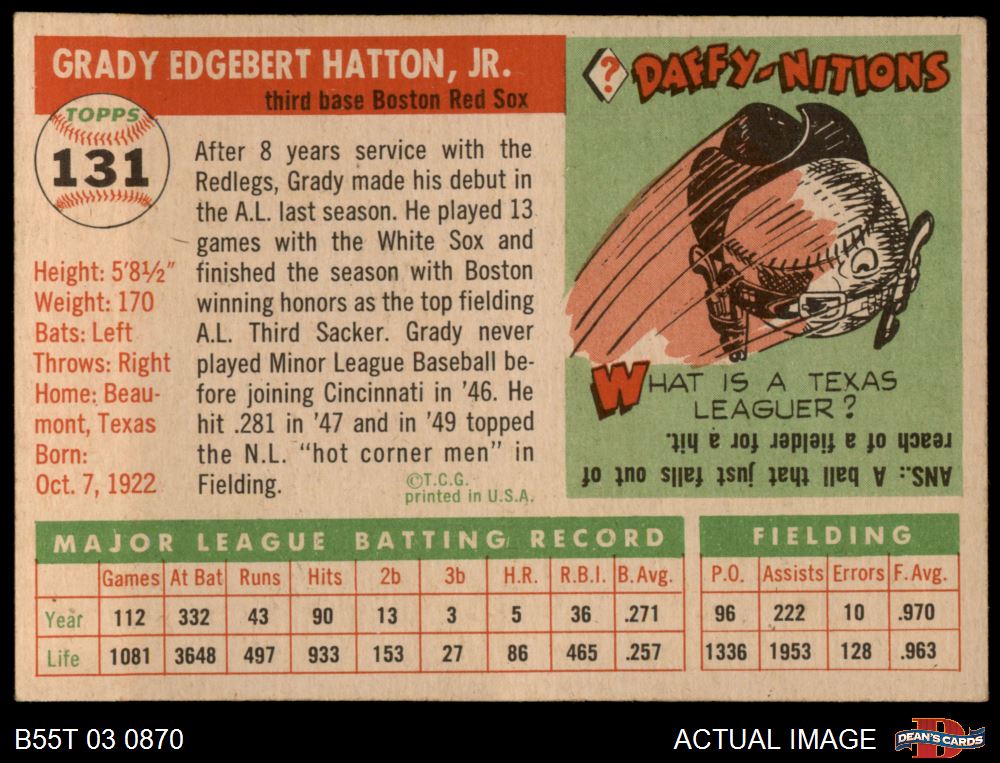 GRADY EDGEBERT HATTON, JR.
third base Boston Red Sox
TOPPS
131
Height: 5'8½"
Weight: 170
Bats: Left
Throws: Right
Home: Beau-
mont, Texas
Born:
Oct. 7, 1922
After 8 years service with the
Redlegs, Grady made his debut in
the A.L. last season. He played 13
games with the White Sox and
finished the season with Boston
winning honors as the top fielding
A.L. Third Sacker. Grady never
played Minor League Baseball be-
fore joining Cincinnati in '46. He
hit .281 in '47 and in '49 topped
the N.L. "hot corner men" in
Fielding.
©T.C.G.
printed in U.S.A.
? DAFFY-NITIONS
WHAT IS A TEXAS
LEAGUER?
ANS.: A ball that just falls out of
reach of a fielder for a hit.
MAJOR LEAGUE BATTING RECORD
Games At Bat Runs Hits 2b 3b H.R. R.B.I. B.Avg.
Year 112 332 43 90 13 3 5 36 .271
Life 1081 3648 497 933 153 27 86 465 .257
FIELDING
P.O. Assists Errors F.Avg.
96 222 10 .970
1336 1953 128 .963
B55T 03 0870
ACTUAL IMAGE
DEAN'S CARDS